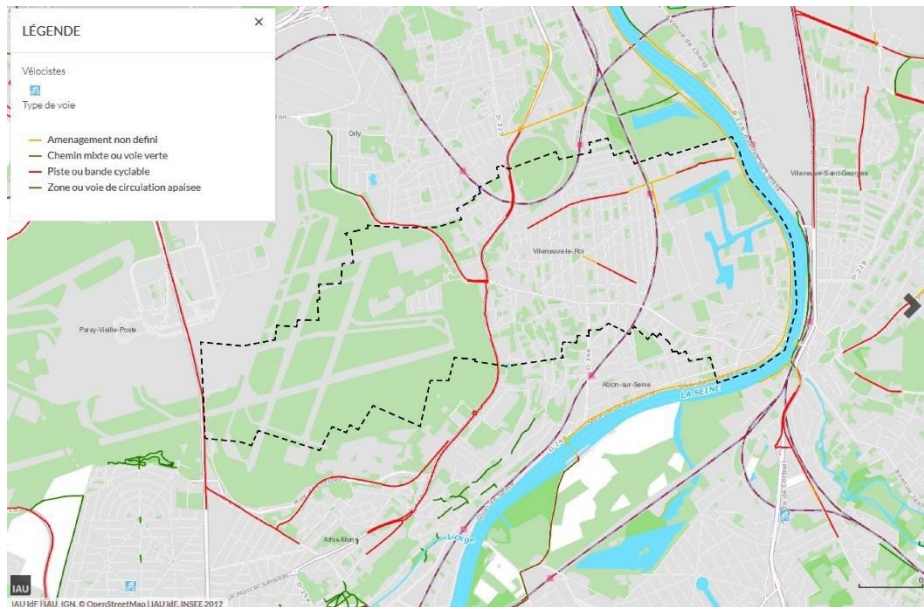 LÉGENDE
×
Vélocistes
Type de voie
Amenagement non defini
Chemin mixte ou voie verte
Piste ou bande cyclable
Zone ou voie de circulation apaisee
Orly
Villeneuve-Saint-Georges
Villeneuve-le-Roi
Paray-Vieille-Poste
Ablon-sur-Seine
LA SEINE
Athis-Mons
L'Orge
IAU
IAU IdF | IAU, IGN, © OpenStreetMap | IAU IdF, INSEE 2012